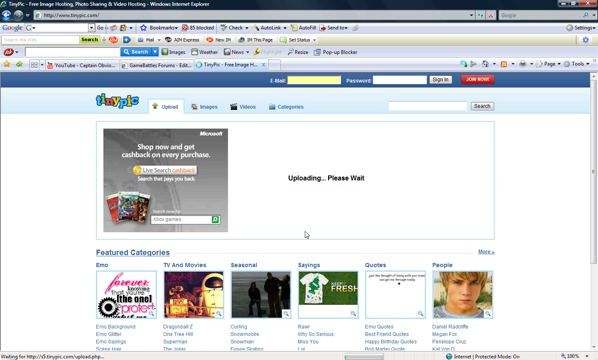 TinyPic - Free Image Hosting, Photo Sharing & Video Hosting - Windows Internet Explorer
http://www.tinypic.com/
Google
Go
Bookmarks
85 blocked
Check
AutoLink
AutoFill
Send to
Settings
Search the Web
Search
Mail
AIM Express
New IM
IM This Page
Set Status
Search
Images
Weather
News
Highlight
Resize
Pop-up Blocker
YouTube - Captain Obvio...
GameBattles Forums - Edit...
TinyPic - Free Image H...
Page
Tools
E-Mail:
Password:
Sign in
JOIN NOW!
tinypic
Upload
Images
Videos
Categories
Search
Microsoft
Shop now and get
cashback on every purchase.
Live Search cashback
Search that pays you back.
Xbox games
Uploading... Please Wait
Featured Categories
More »
Emo
TV And Movies
Seasonal
Sayings
Quotes
People
forever
the one!
protect
FRESH
Emo Background
Dragonball Z
Curling
Rawr
Emo Quotes
Daniel Radcliffe
Emo Glitter
One Tree Hill
Snowmobile
Why So Serious
Best Friend Quotes
Megan Fox
Emo Sayings
Superman
Snowman
Miss You
Happy Birthday Quotes
Penelope Cruz
Waiting for http://s5.tinypic.com/upload.php...
Internet | Protected Mode: On
100%